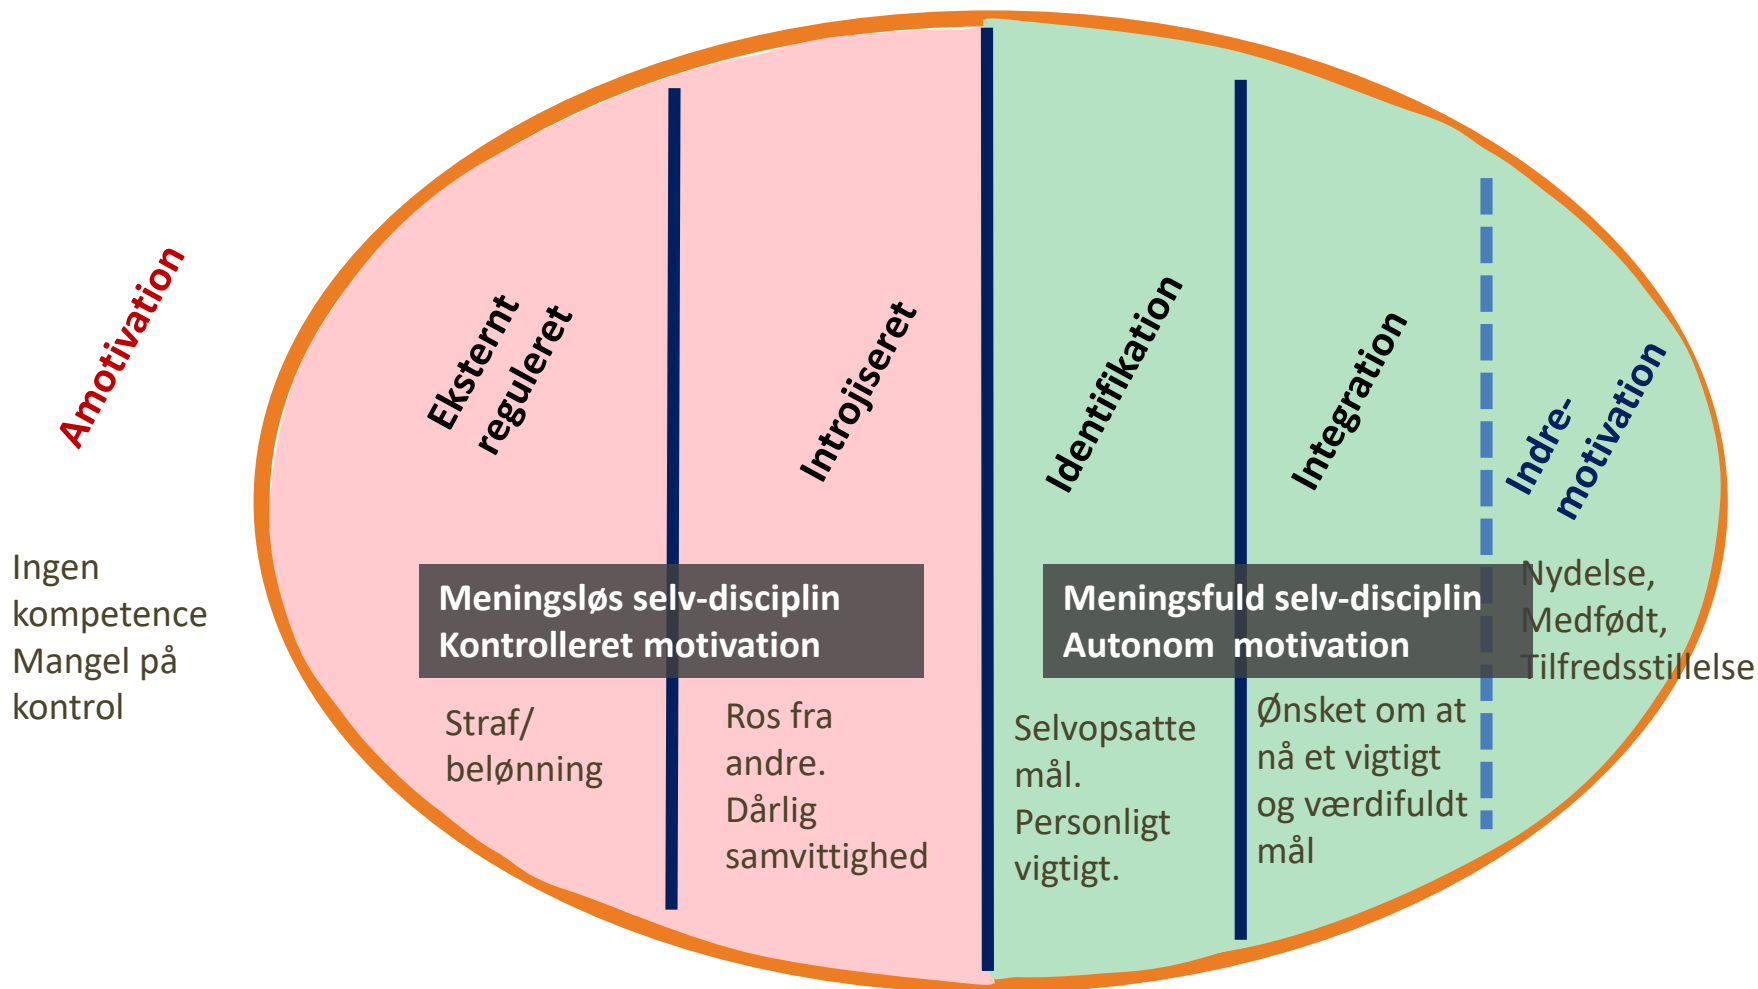 Amotivation
Ingen
kompetence
Mangel på
kontrol
Eksternt
reguleret
Introjiseret
Identifikation
Integration
Indre-
motivation
Meningsløs selv-disciplin
Kontrolleret motivation
Meningsfuld selv-disciplin
Autonom  motivation
Nydelse,
Medfødt,
Tilfredsstillelse
Straf/
belønning
Ros fra
andre.
Dårlig
samvittighed
Selvopsatte
mål.
Personligt
vigtigt.
Ønsket om at
nå et vigtigt
og værdifuldt
mål